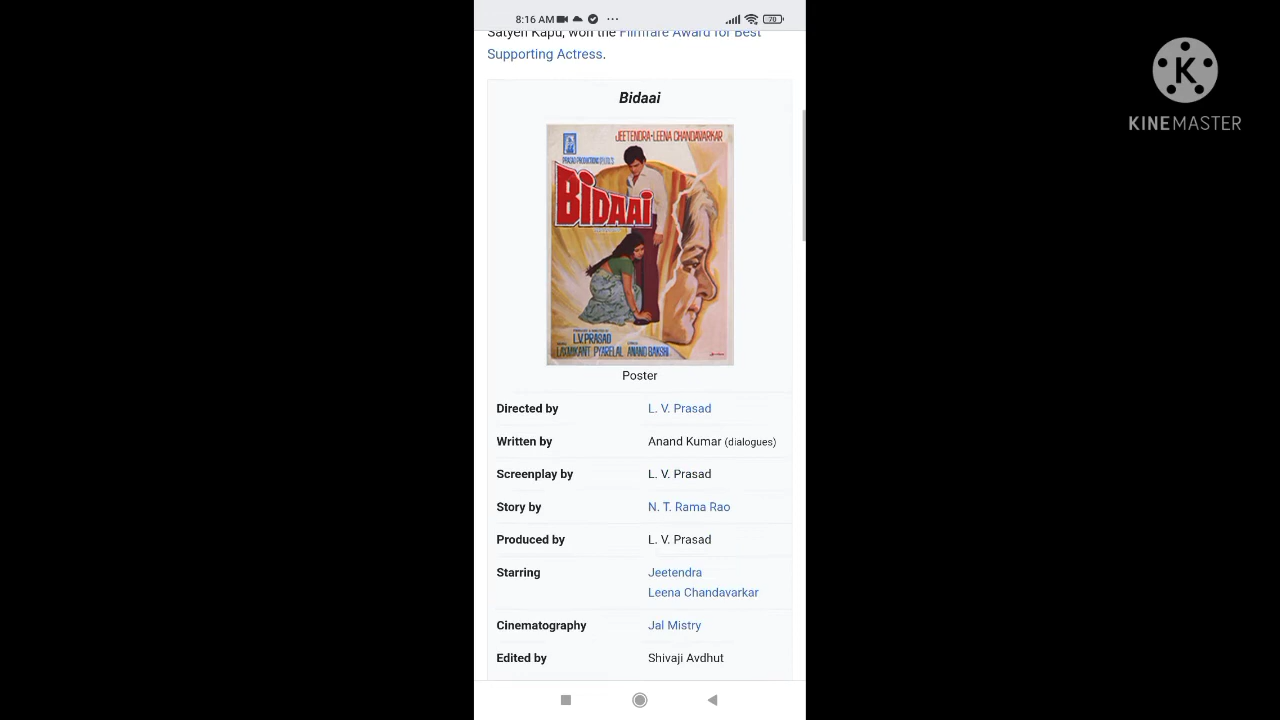 8:16 AM
70
Satyen Kapu, won the Filmfare Award for Best
Supporting Actress.
Bidaai
JEETENDRA-LEENA CHANDAVARKAR
BIDAAI
L.V.PRASAD
LAXMIKANT PYARELAL ANAND BAKSHI
Poster
Directed by L. V. Prasad
Written by Anand Kumar (dialogues)
Screenplay by L. V. Prasad
Story by N. T. Rama Rao
Produced by L. V. Prasad
Starring Jeetendra
Leena Chandavarkar
Cinematography Jal Mistry
Edited by Shivaji Avdhut
K
KINEMASTER